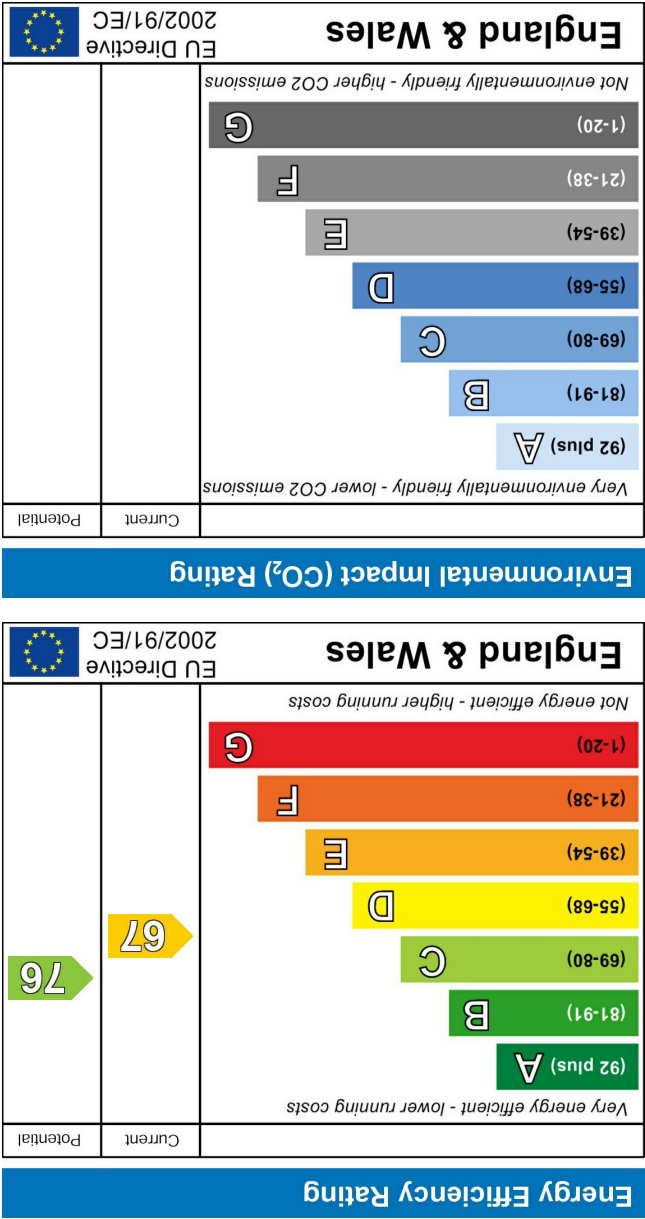 Energy Efficiency Rating
Current Potential
Very energy efficient - lower running costs
(92 plus) A
(81-91) B
(69-80) C
(55-68) D
(39-54) E
(21-38) F
(1-20) G
67
76
Not energy efficient - higher running costs
England & Wales
EU Directive
2002/91/EC
Environmental Impact (CO₂) Rating
Current Potential
Very environmentally friendly - lower CO2 emissions
(92 plus) A
(81-91) B
(69-80) C
(55-68) D
(39-54) E
(21-38) F
(1-20) G
Not environmentally friendly - higher CO2 emissions
England & Wales
EU Directive
2002/91/EC